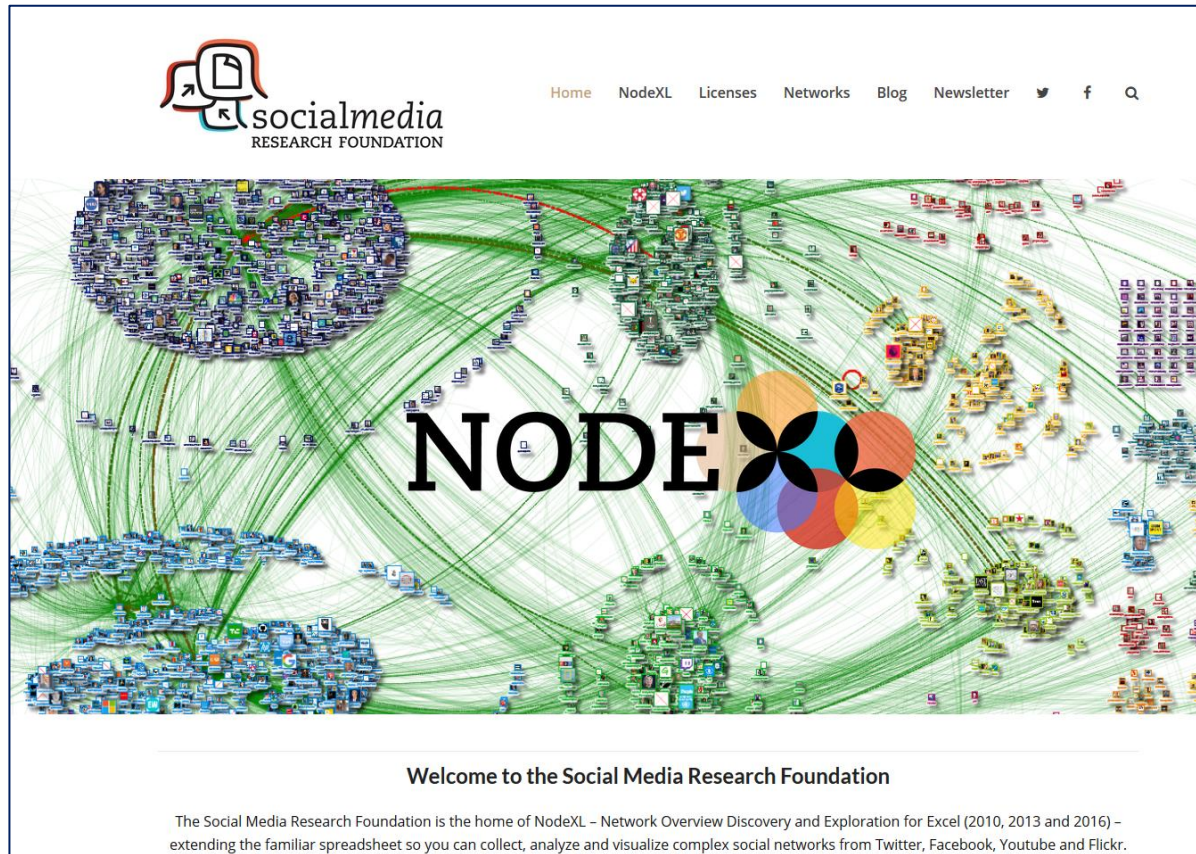 socialmedia
RESEARCH FOUNDATION
Home NodeXL Licenses Networks Blog Newsletter
NODEXL
Welcome to the Social Media Research Foundation
The Social Media Research Foundation is the home of NodeXL – Network Overview Discovery and Exploration for Excel (2010, 2013 and 2016) –
extending the familiar spreadsheet so you can collect, analyze and visualize complex social networks from Twitter, Facebook, Youtube and Flickr.